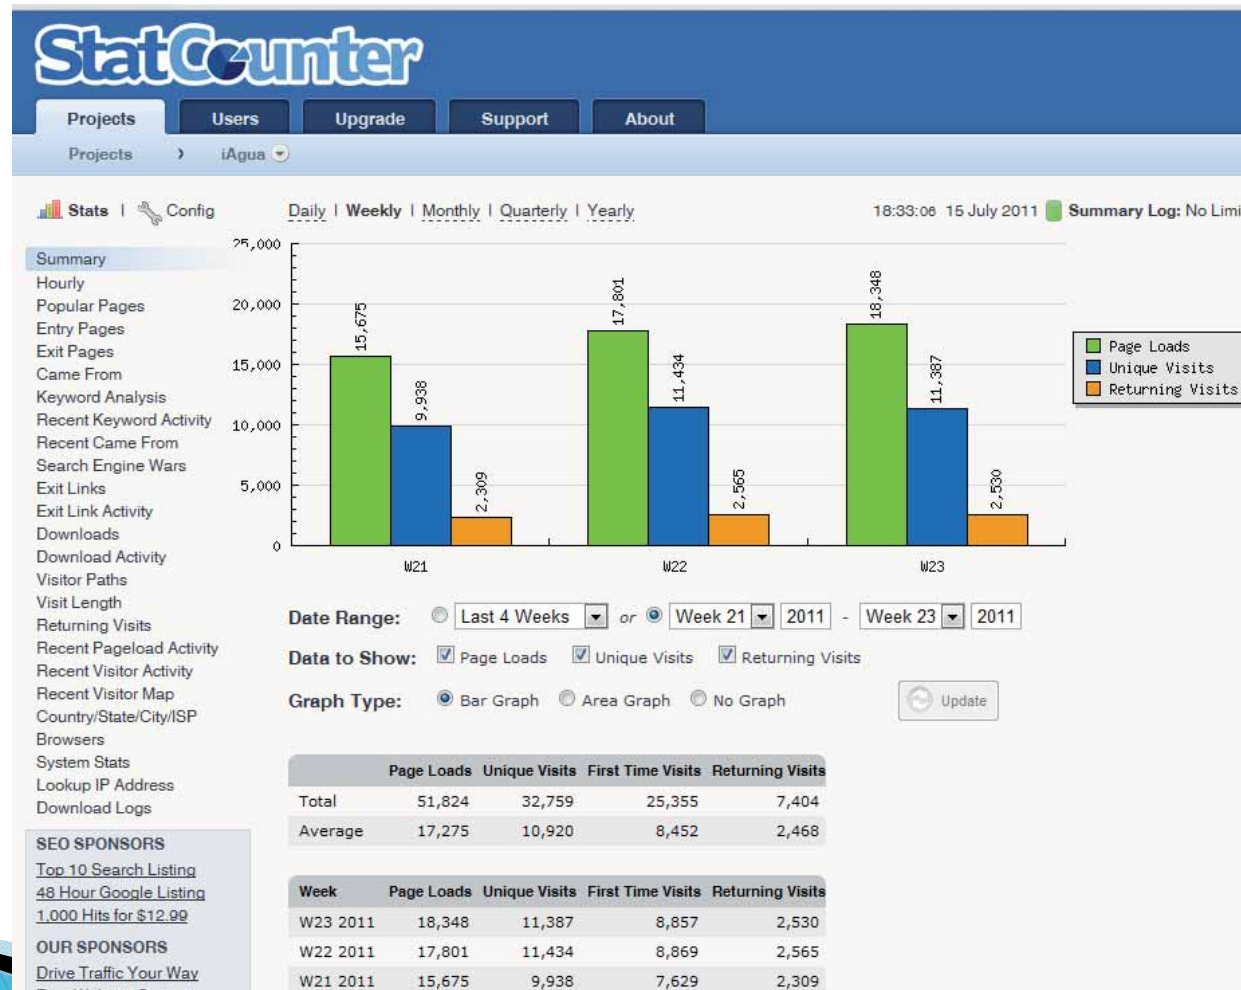 StatCounter
Projects Users Upgrade Support About
Projects › iAgua
Stats | Config
Daily | Weekly | Monthly | Quarterly | Yearly
18:33:06 15 July 2011 Summary Log: No Limi
Summary
Hourly
Popular Pages
Entry Pages
Exit Pages
Came From
Keyword Analysis
Recent Keyword Activity
Recent Came From
Search Engine Wars
Exit Links
Exit Link Activity
Downloads
Download Activity
Visitor Paths
Visit Length
Returning Visits
Recent Pageload Activity
Recent Visitor Activity
Recent Visitor Map
Country/State/City/ISP
Browsers
System Stats
Lookup IP Address
Download Logs
SEO SPONSORS
Top 10 Search Listing
48 Hour Google Listing
1,000 Hits for $12.99
OUR SPONSORS
Drive Traffic Your Way
25,000
20,000
15,000
10,000
5,000
0
15,675
9,938
2,309
17,801
11,434
2,565
18,348
11,387
2,530
W21 W22 W23
Page Loads
Unique Visits
Returning Visits
Date Range: Last 4 Weeks or Week 21 2011 - Week 23 2011
Data to Show: Page Loads Unique Visits Returning Visits
Graph Type: Bar Graph Area Graph No Graph Update
Page Loads Unique Visits First Time Visits Returning Visits
Total 51,824 32,759 25,355 7,404
Average 17,275 10,920 8,452 2,468
Week Page Loads Unique Visits First Time Visits Returning Visits
W23 2011 18,348 11,387 8,857 2,530
W22 2011 17,801 11,434 8,869 2,565
W21 2011 15,675 9,938 7,629 2,309